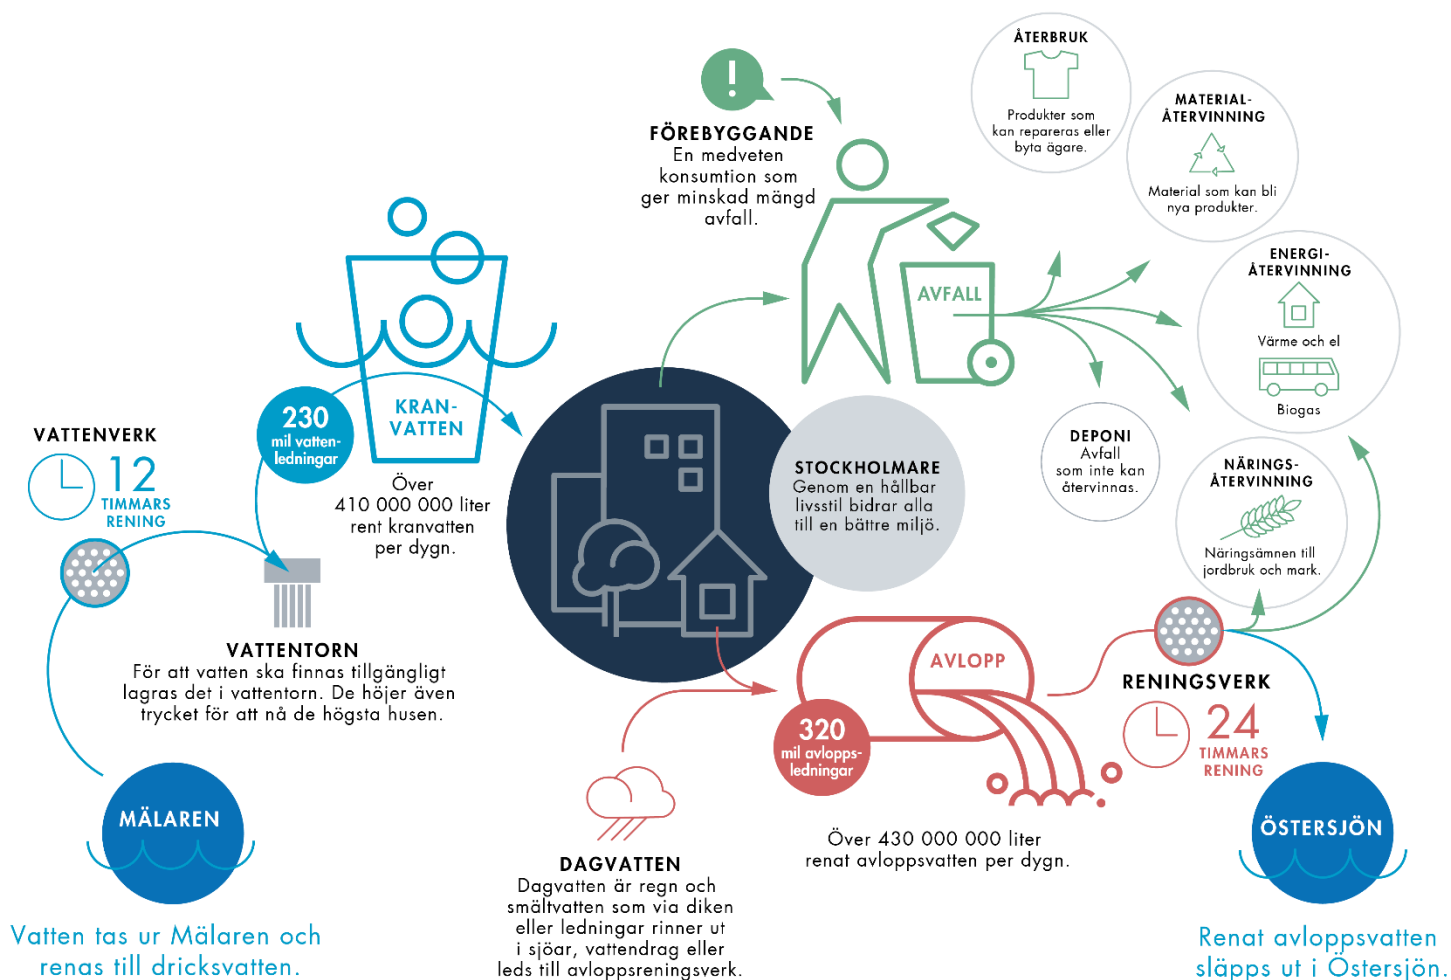 ÅTERBRUK
Produkter som
kan repareras eller
byta ägare.
MATERIAL-
ÅTERVINNING
Material som kan bli
nya produkter.
FÖREBYGGANDE
En medveten
konsumtion som
ger minskad mängd
avfall.
ENERGI-
ÅTERVINNING
Värme och el
Biogas
AVFALL
KRAN-
VATTEN
230
mil vatten-
ledningar
VATTENVERK
12
TIMMARS
RENING
Över
410 000 000 liter
rent kranvatten
per dygn.
STOCKHOLMARE
Genom en hållbar
livsstil bidrar alla
till en bättre miljö.
DEPONI
Avfall
som inte kan
återvinnas.
NÄRINGS-
ÅTERVINNING
Näringsämnen till
jordbruk och mark.
VATTENTORN
För att vatten ska finnas tillgängligt
lagras det i vattentorn. De höjer även
trycket för att nå de högsta husen.
AVLOPP
320
mil avlopps-
ledningar
RENINGSVERK
24
TIMMARS
RENING
MÄLAREN
Vatten tas ur Mälaren och
renas till dricksvatten.
DAGVATTEN
Dagvatten är regn och
smältvatten som via diken
eller ledningar rinner ut
i sjöar, vattendrag eller
leds till avloppsreningsverk.
Över 430 000 000 liter
renat avloppsvatten per dygn.
ÖSTERSJÖN
Renat avloppsvatten
släpps ut i Östersjön.